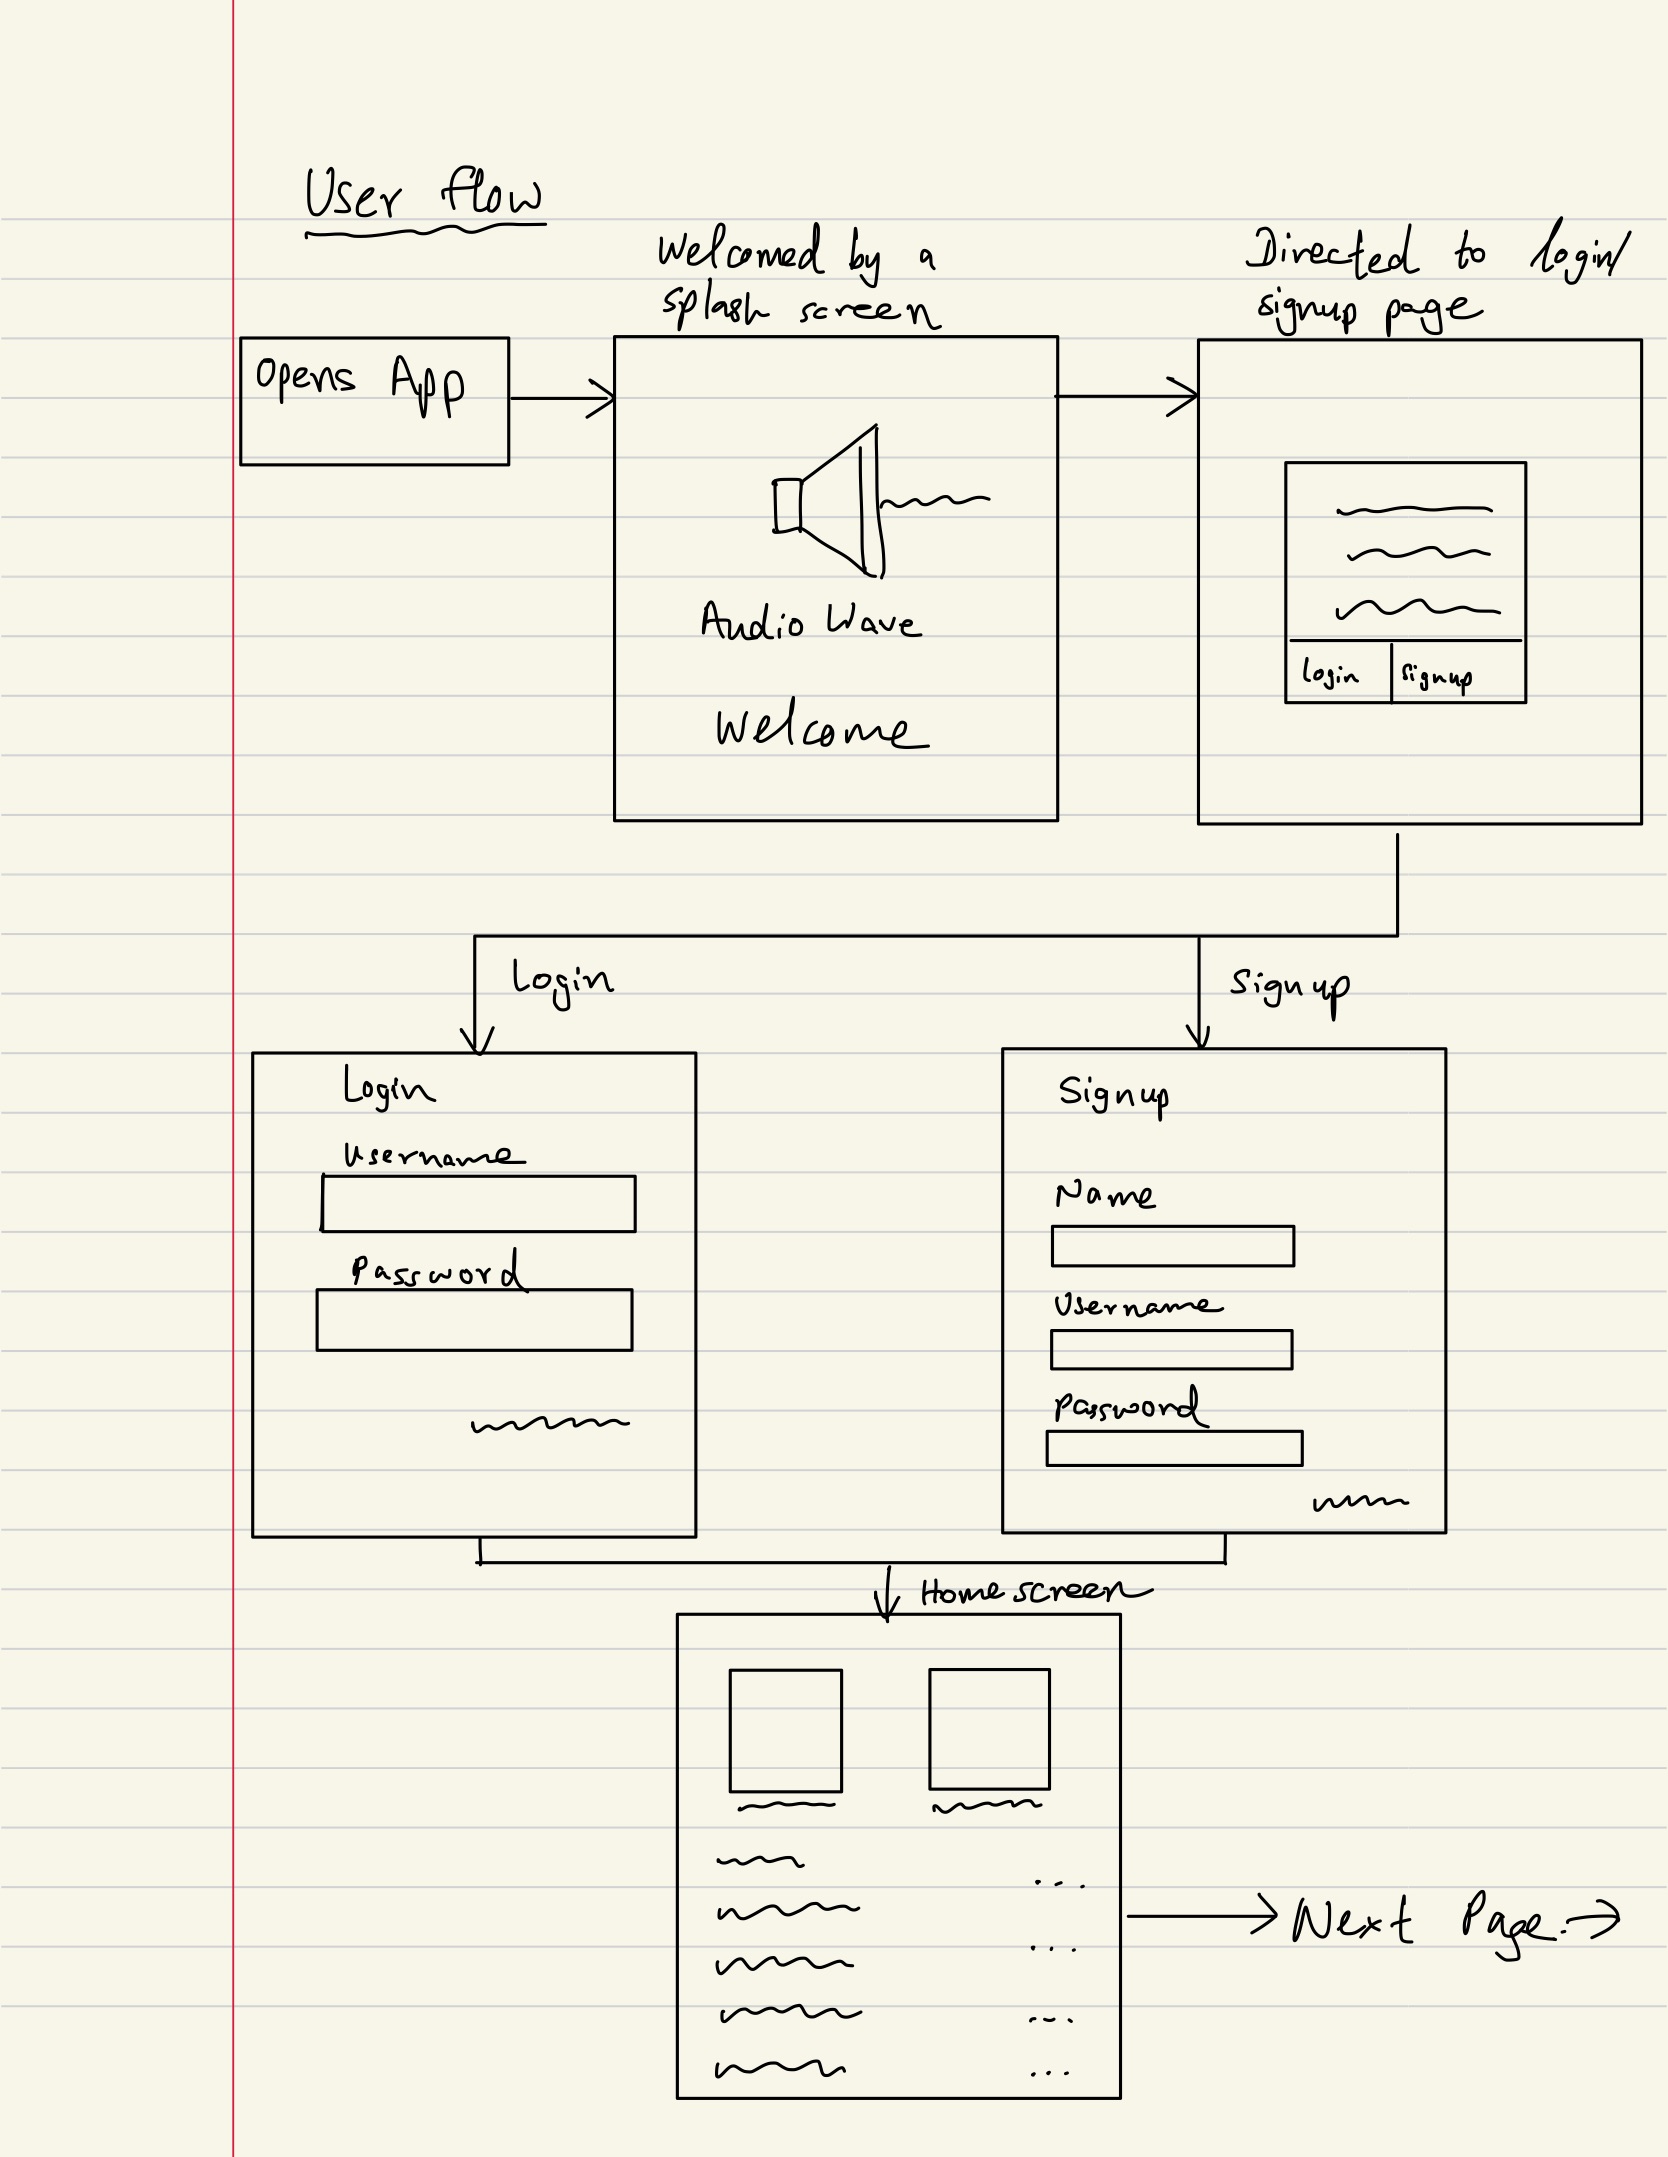 User flow
Welcomed by a
splash screen
Directed to login/
signup page
Opens App
Audio Wave
Welcome
login
signup
Login
Signup
Login
Username
Password
Signup
Name
Username
Password
Home screen
Next Page.→